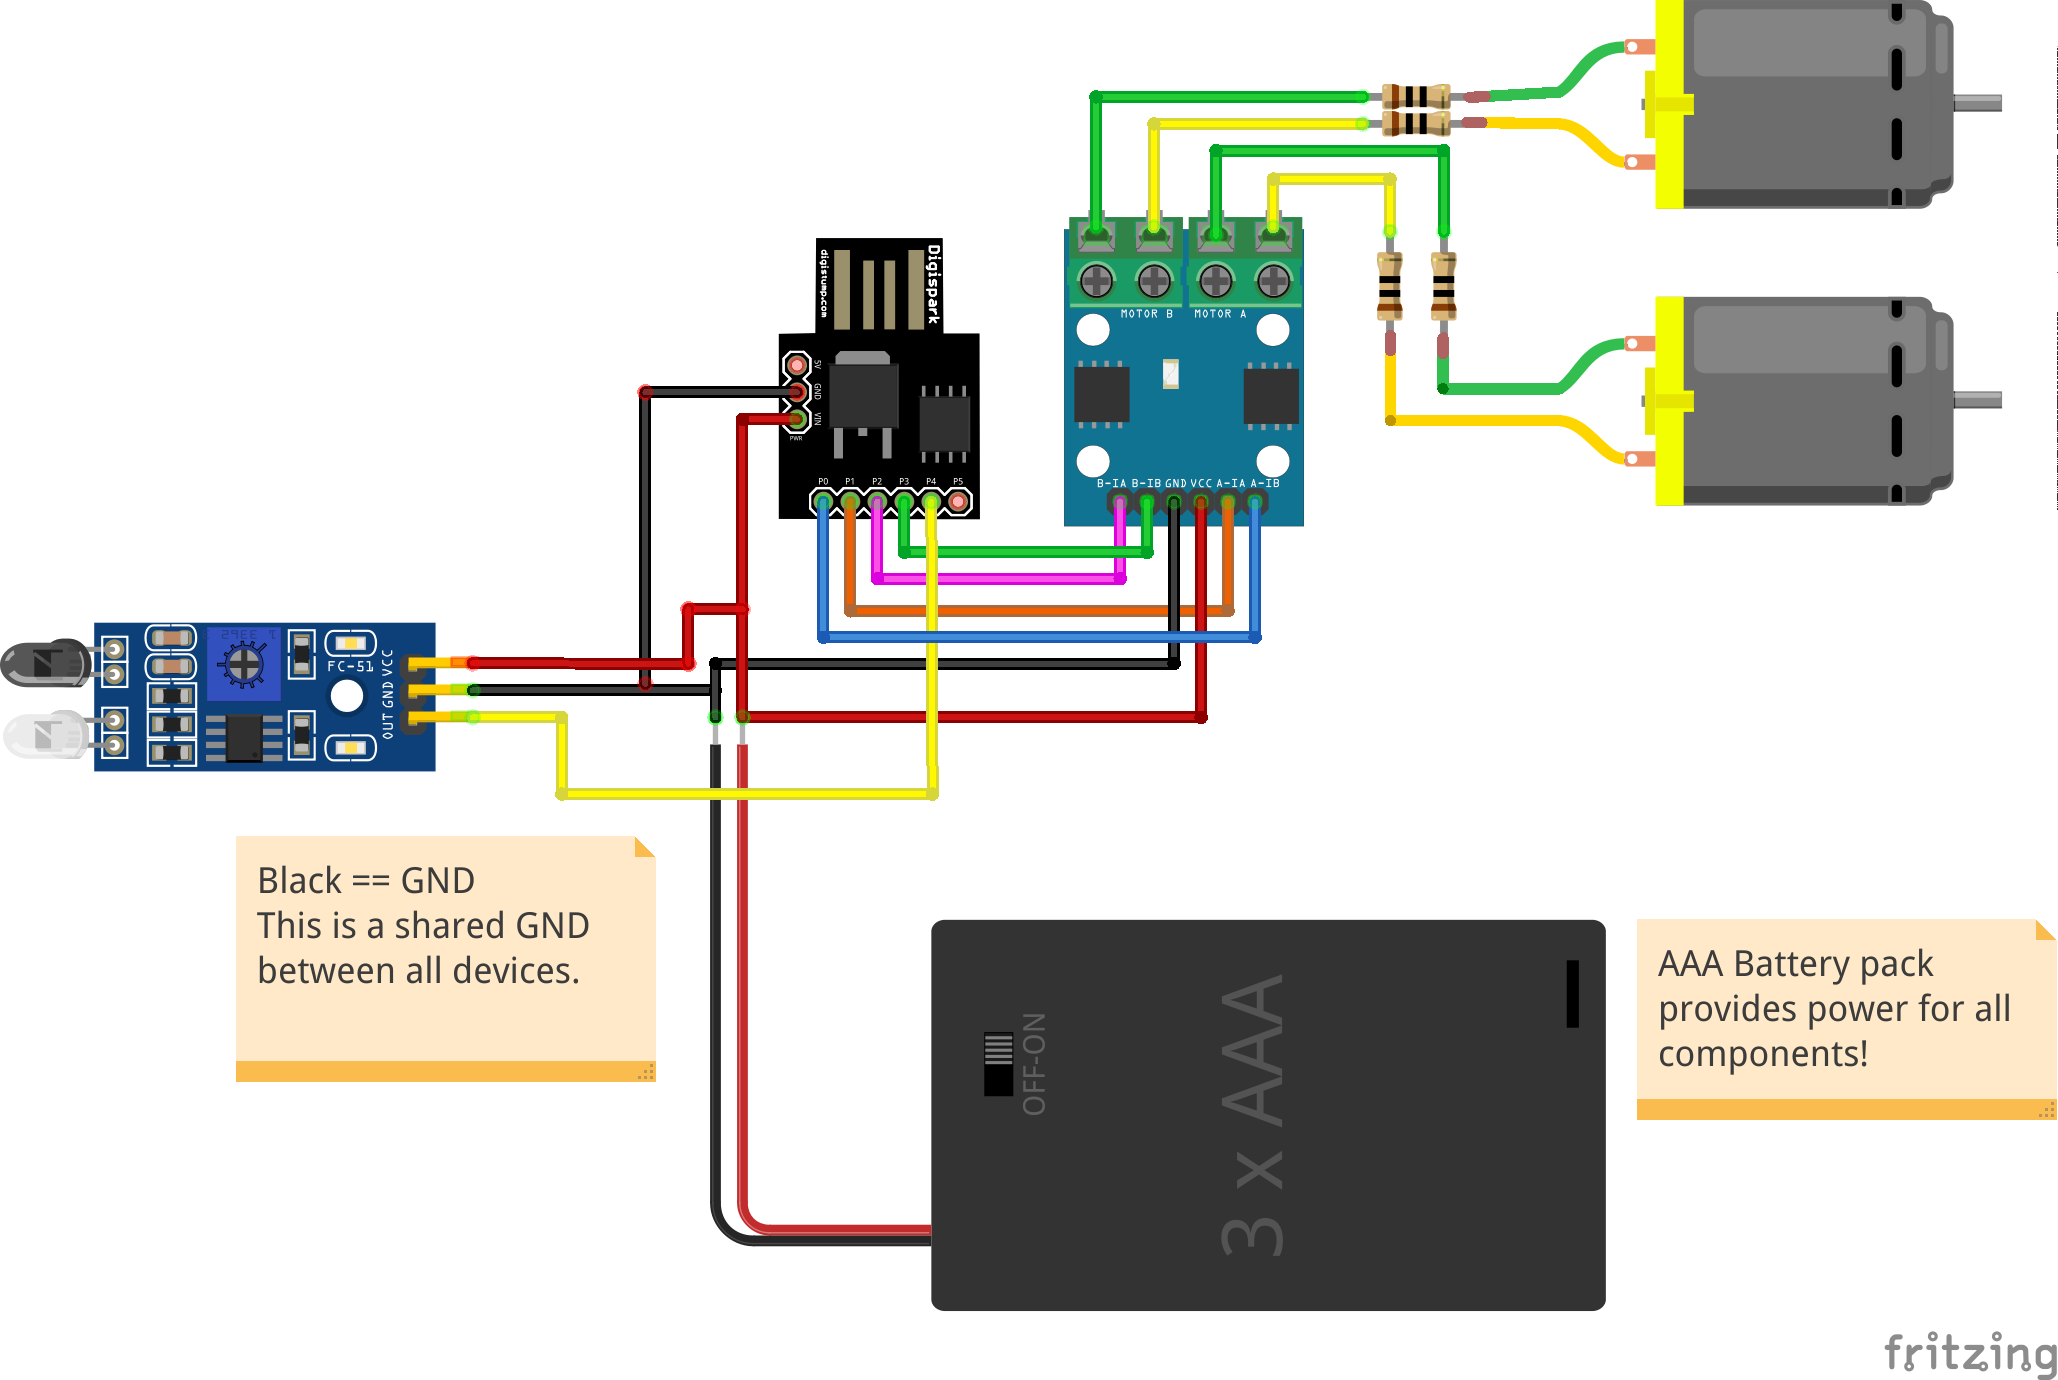 Digispark
digistump.com
5V
GND
VIN
PWR
P0 P1 P2 P3 P4 P5
MOTOR B MOTOR A
B-IA B-IB GND VCC A-IA A-IB
FC-51
VCC
GND
OUT
Black == GND
This is a shared GND
between all devices.
OFF-ON
3 x AAA
AAA Battery pack
provides power for all
components!
fritzing